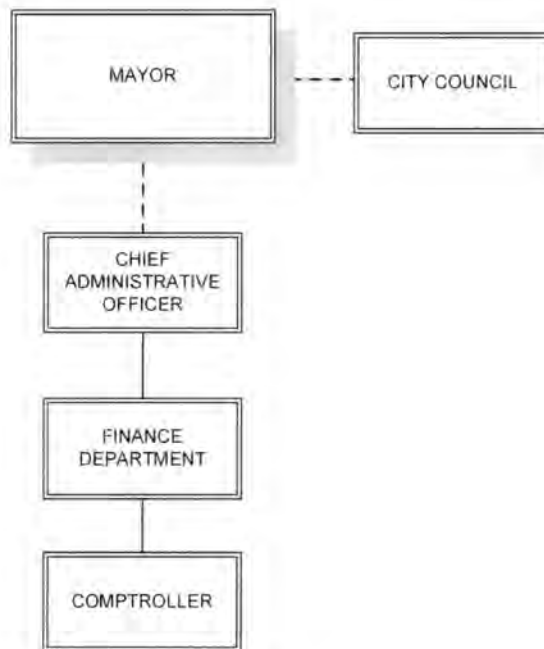 MAYOR
CITY COUNCIL
CHIEF
ADMINISTRATIVE
OFFICER
FINANCE
DEPARTMENT
COMPTROLLER